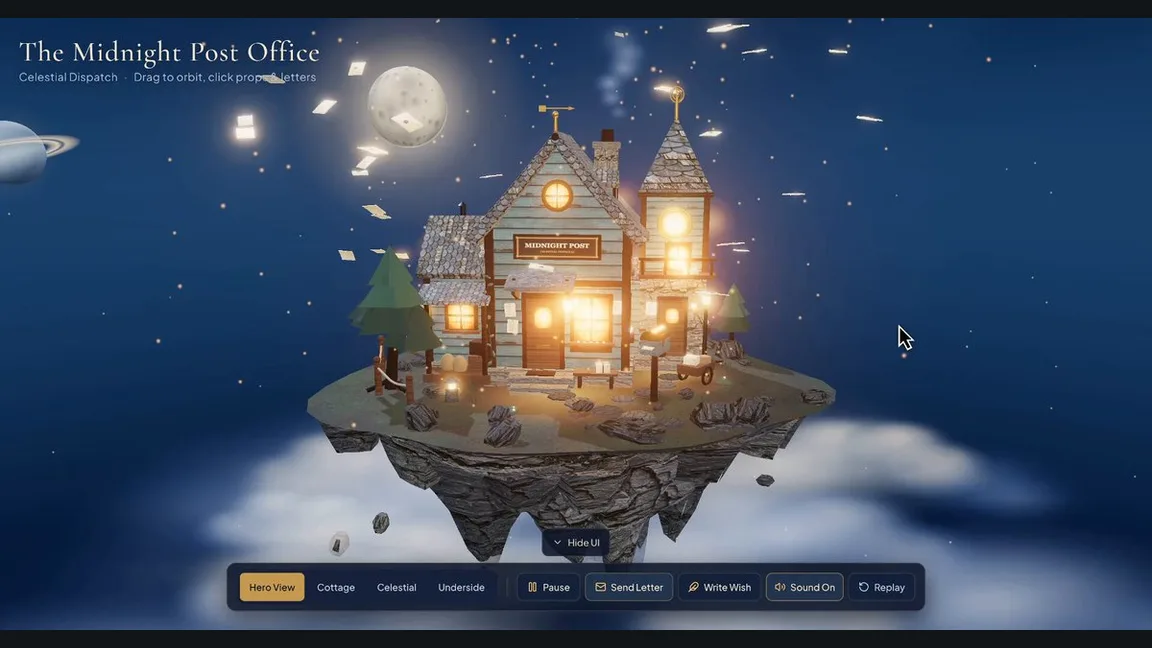 The Midnight Post Office
Celestial Dispatch · Drag to orbit, click props & letters
MIDNIGHT POST
Hide UI
Hero View
Cottage
Celestial
Underside
Pause
Send Letter
Write Wish
Sound On
Replay